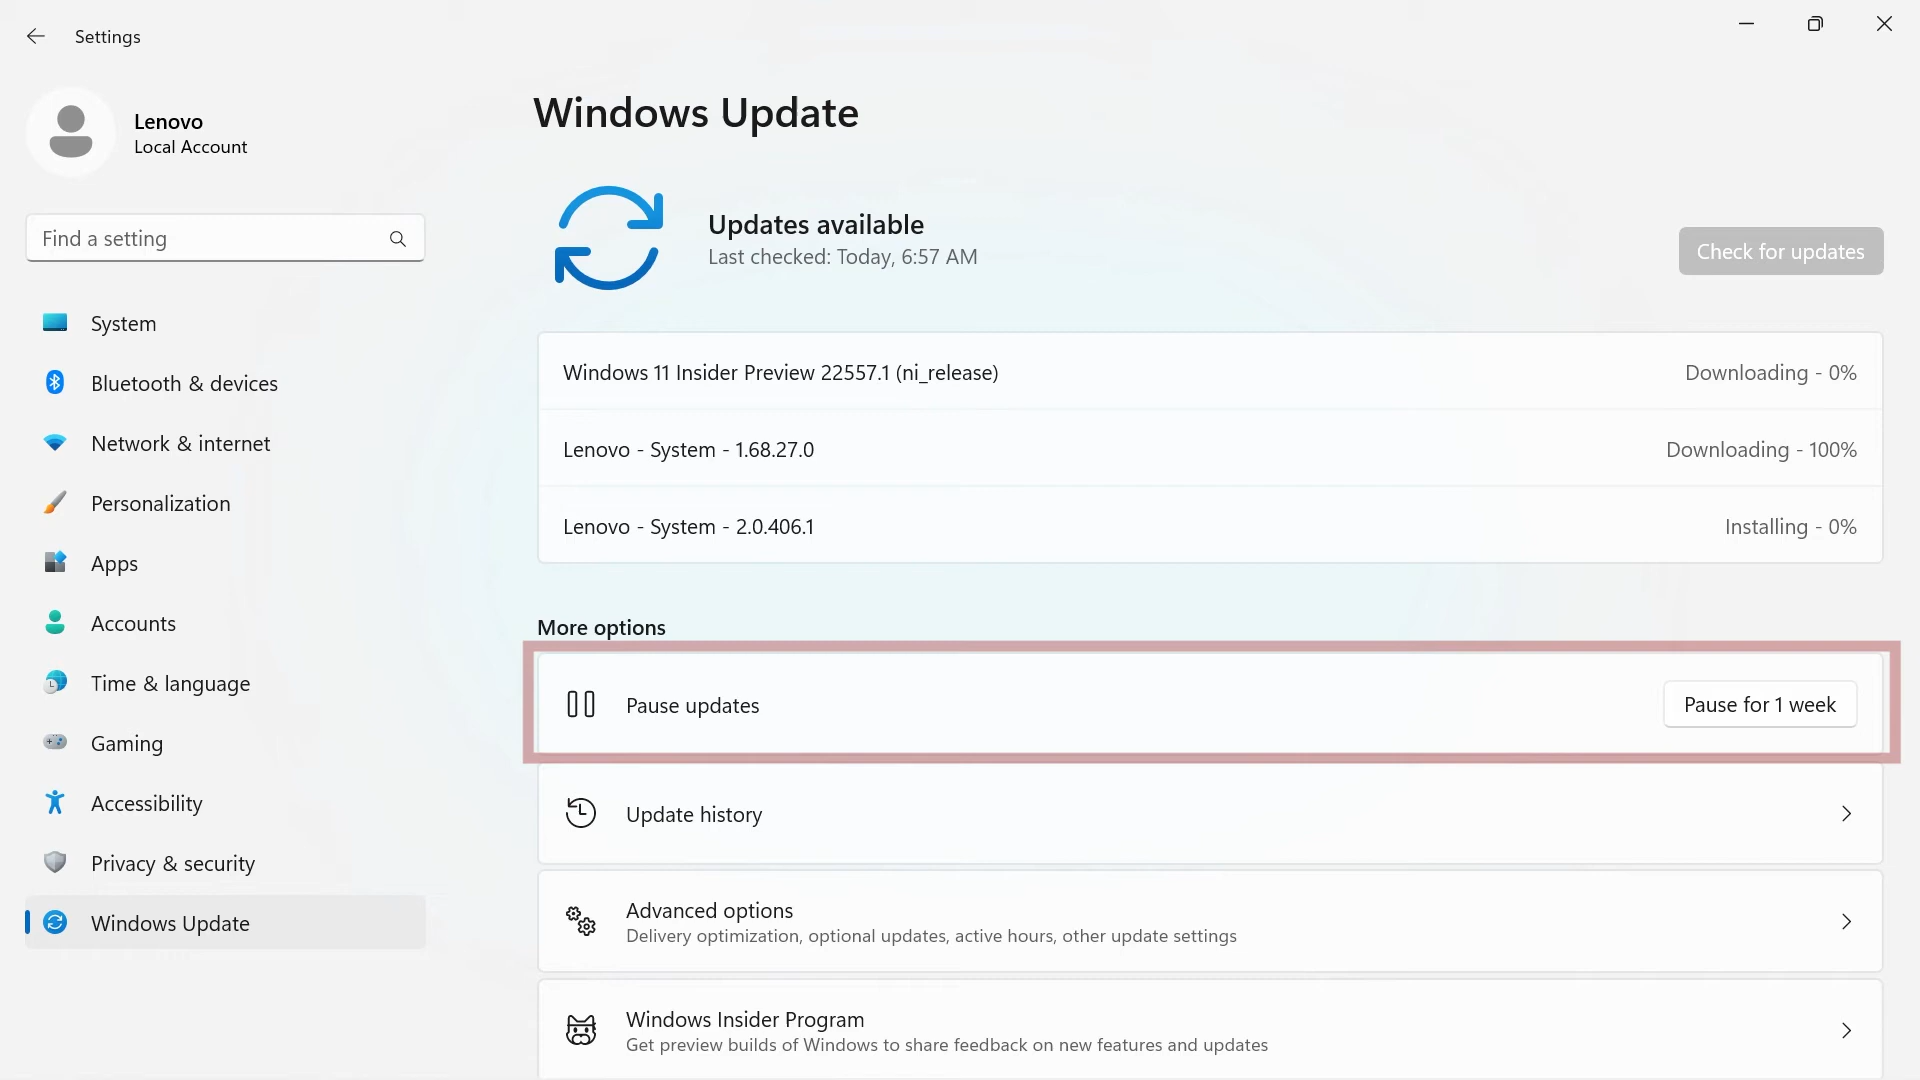 Settings
Lenovo
Local Account
Find a setting
System
Bluetooth & devices
Network & internet
Personalization
Apps
Accounts
Time & language
Gaming
Accessibility
Privacy & security
Windows Update
Windows Update
Updates available
Last checked: Today, 6:57 AM
Check for updates
Windows 11 Insider Preview 22557.1 (ni_release) Downloading - 0%
Lenovo - System - 1.68.27.0 Downloading - 100%
Lenovo - System - 2.0.406.1 Installing - 0%
More options
Pause updates Pause for 1 week
Update history
Advanced options
Delivery optimization, optional updates, active hours, other update settings
Windows Insider Program
Get preview builds of Windows to share feedback on new features and updates